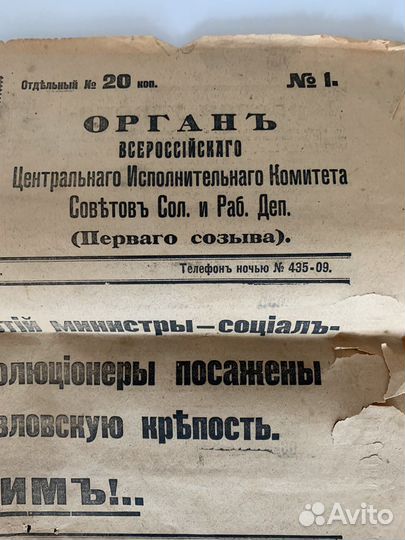 Отдѣльный № 20 коп. № 1.
ОРГАНЪ
ВСЕРОССІЙСКАГО
Центральнаго Исполнительнаго Комитета
Совѣтовъ Сол. и Раб. Деп.
(Перваго созыва).
Телефонъ ночью № 435-09.
министры—соціалъ-
олюціонеры посажены
вловскую крѣпость.
ИМЪ!..
Avito